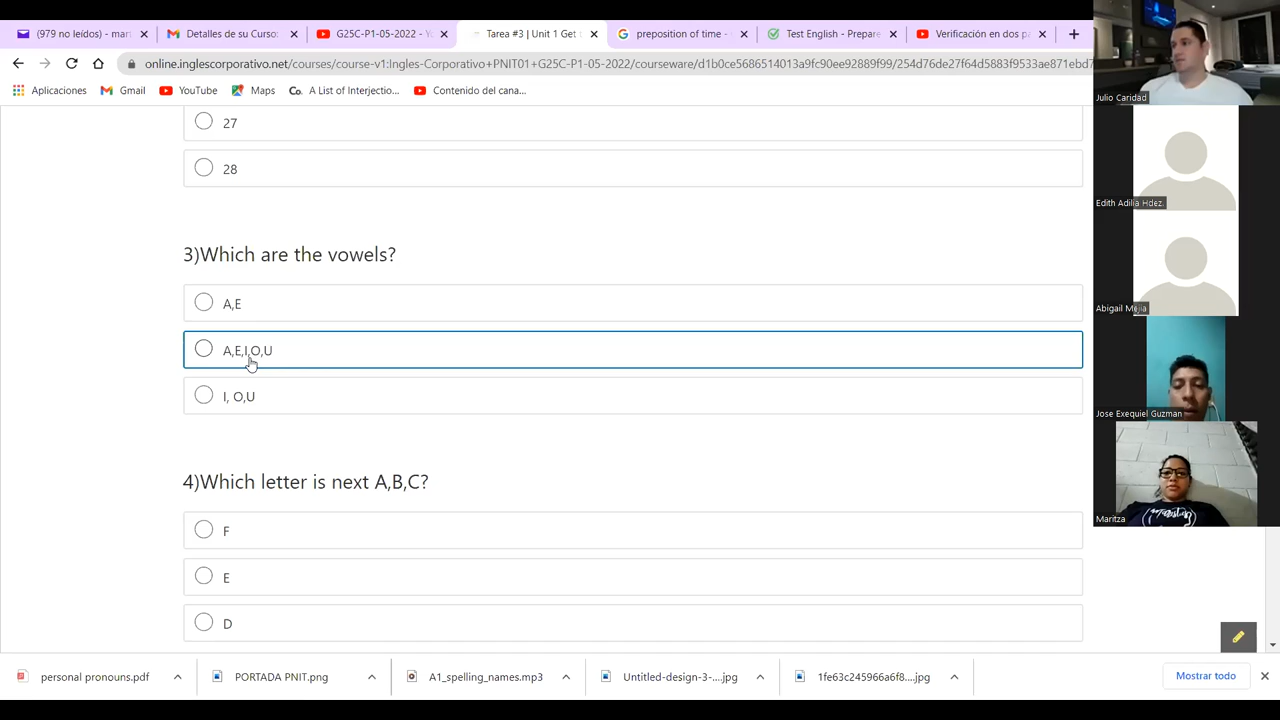 (979 no leídos) - mar
Detalles de su Curso:
G25C-P1-05-2022 - Y
Tarea #3 | Unit 1 Get
preposition of time -
Test English - Prepare
Verificación en dos pa
online.inglescorporativo.net/courses/course-v1:Ingles-Corporativo+PNIT01+G25C-P1-05-2022/courseware/d1b0ce5686514013a9fc90ee92889f99/254d76de27f64d5883f9533ae871ebd7
Aplicaciones
Gmail
YouTube
Maps
Co. A List of Interjectio...
Contenido del cana...
27
28
3)Which are the vowels?
A,E
A,E,I,O,U
I, O,U
4)Which letter is next A,B,C?
F
E
D
Julio Caridad
Edith Adilia Hdez.
Abigail Mejia
Jose Exequiel Guzman
Maritza
personal pronouns.pdf
PORTADA PNIT.png
A1_spelling_names.mp3
Untitled-design-3-....jpg
1fe63c245966a6f8....jpg
Mostrar todo